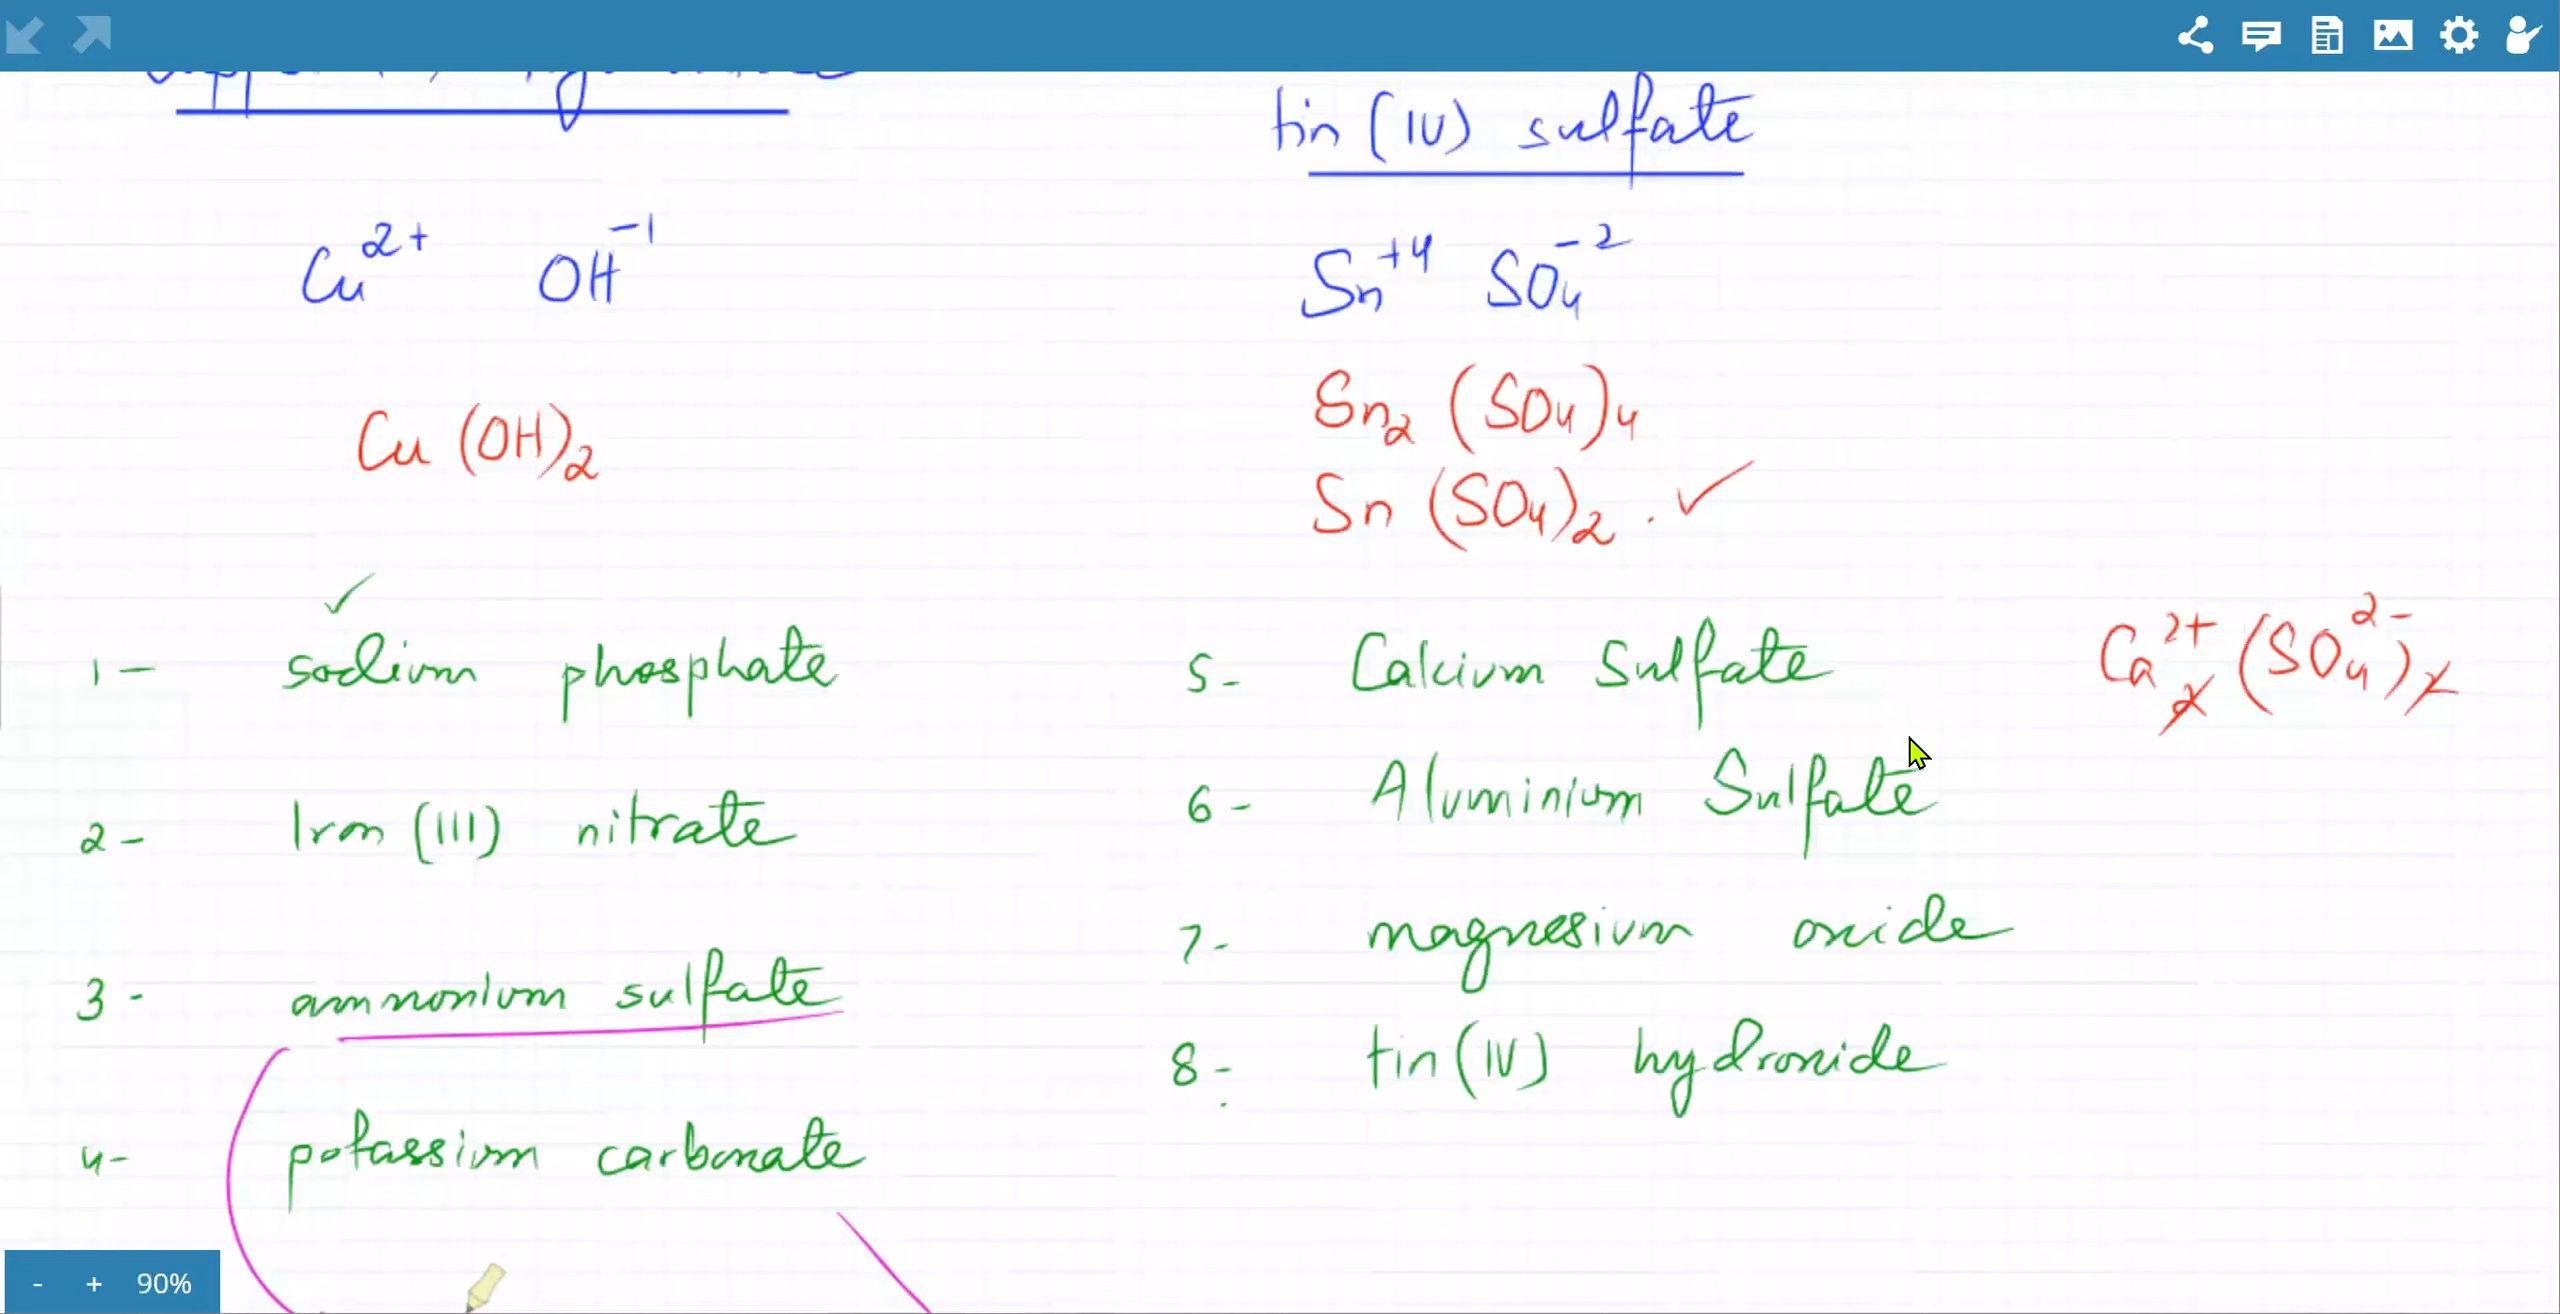 tin (IV) sulfate
Cu²⁺ OH⁻¹
Sn⁺⁴ SO₄⁻²
Cu (OH)₂
Sn₂ (SO₄)₄
Sn (SO₄)₂ . ✓
✓
1 - sodium phosphate
5 - Calcium Sulfate
Ca²⁺₂ (SO₄²⁻)₂
2 - Iron (III) nitrate
6 - Aluminium Sulfate
3 - ammonium sulfate
7 - magnesium oxide
4 - potassium carbonate
8 - tin (IV) hydroxide
- + 90%